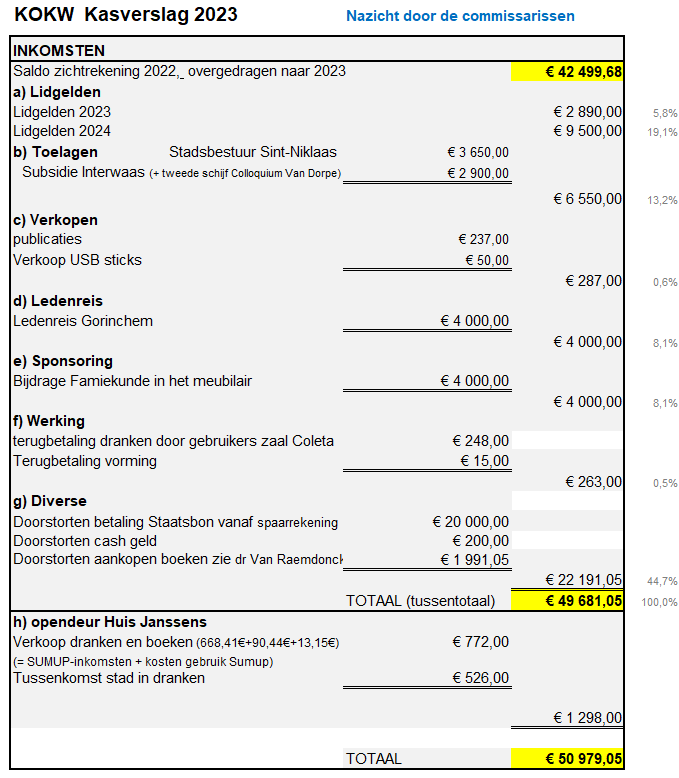 KOKW Kasverslag 2023 Nazicht door de commissarissen
INKOMSTEN
Saldo zichtrekening 2022,_ overgedragen naar 2023 € 42 499,68
a) Lidgelden
Lidgelden 2023 € 2 890,00 5,8%
Lidgelden 2024 € 9 500,00 19,1%
b) Toelagen Stadsbestuur Sint-Niklaas € 3 650,00
Subsidie Interwaas (+ tweede schijf Colloquium Van Dorpe) € 2 900,00
€ 6 550,00 13,2%
c) Verkopen
publicaties € 237,00
Verkoop USB sticks € 50,00
€ 287,00 0,6%
d) Ledenreis
Ledenreis Gorinchem € 4 000,00
€ 4 000,00 8,1%
e) Sponsoring
Bijdrage Famiekunde in het meubilair € 4 000,00
€ 4 000,00 8,1%
f) Werking
terugbetaling dranken door gebruikers zaal Coleta € 248,00
Terugbetaling vorming € 15,00
€ 263,00 0,5%
g) Diverse
Doorstorten betaling Staatsbon vanaf spaarrekening € 20 000,00
Doorstorten cash geld € 200,00
Doorstorten aankopen boeken zie dr Van Raemdonck € 1 991,05
€ 22 191,05 44,7%
TOTAAL (tussentotaal) € 49 681,05 100,0%
h) opendeur Huis Janssens
Verkoop dranken en boeken (668,41€+90,44€+13,15€) € 772,00
(= SUMUP-inkomsten + kosten gebruik Sumup)
Tussenkomst stad in dranken € 526,00
€ 1 298,00
TOTAAL € 50 979,05